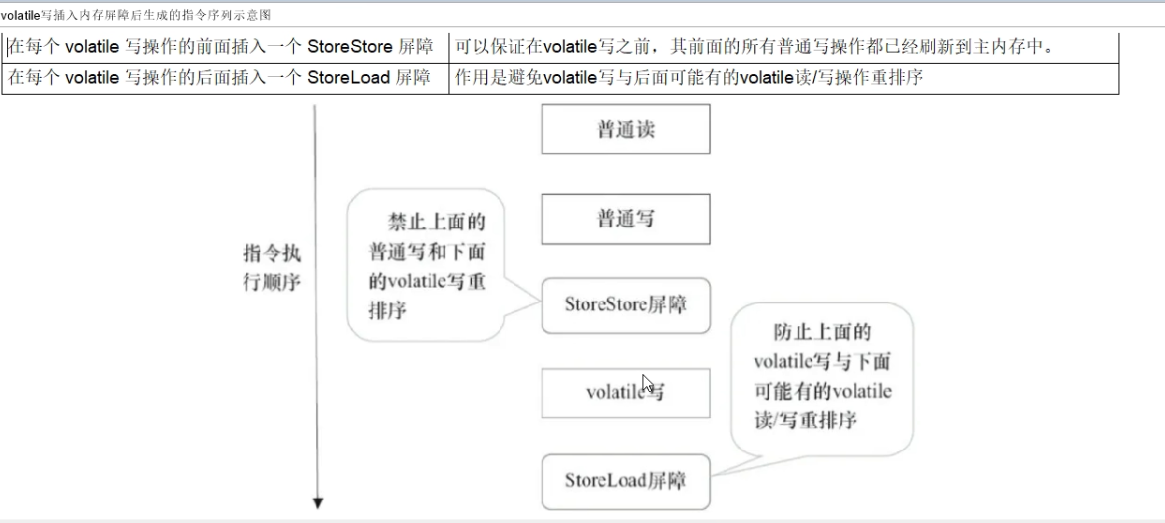 volatile写插入内存屏障后生成的指令序列示意图
在每个 volatile 写操作的前面插入一个 StoreStore 屏障
可以保证在volatile写之前，其前面的所有普通写操作都已经刷新到主内存中。
在每个 volatile 写操作的后面插入一个 StoreLoad 屏障
作用是避免volatile写与后面可能有的volatile读/写操作重排序
普通读
普通写
禁止上面的
普通写和下面
的volatile写重
排序
指令执
行顺序
StoreStore屏障
防止上面的
volatile写与下面
可能有的volatile
读/写重排序
volatile写
StoreLoad屏障